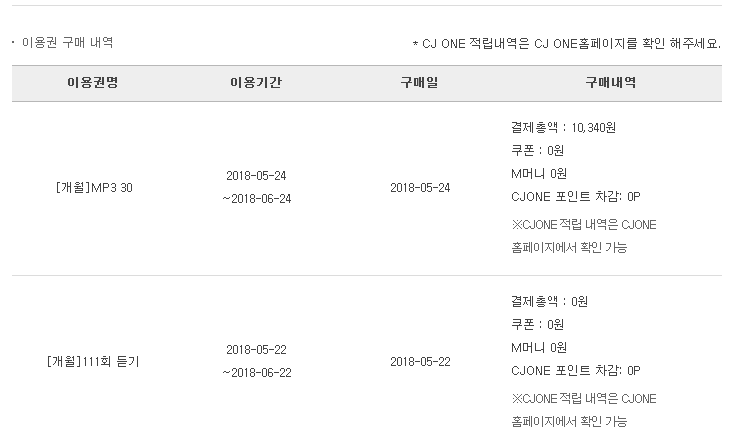 · 이용권 구매 내역
* CJ ONE 적립내역은 CJ ONE홈페이지를 확인 해주세요.
이용권명 이용기간 구매일 구매내역
[개월]MP3 30
2018-05-24
~2018-06-24
2018-05-24
결제총액 : 10,340원
쿠폰 : 0원
M머니 0원
CJONE 포인트 차감: 0P
※CJONE 적립 내역은 CJONE
홈페이지에서 확인 가능
[개월]111회 듣기
2018-05-22
~2018-06-22
2018-05-22
결제총액 : 0원
쿠폰 : 0원
M머니 0원
CJONE 포인트 차감: 0P
※CJONE 적립 내역은 CJONE
홈페이지에서 확인 가능